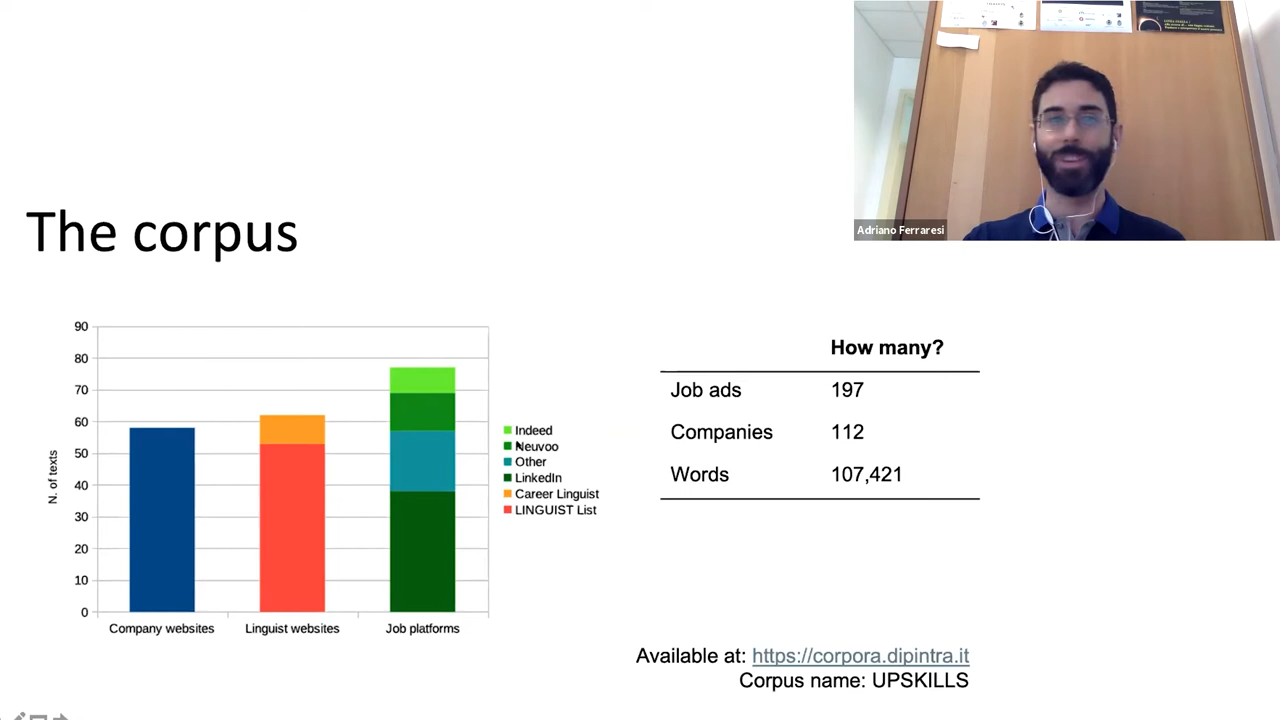 Adriano Ferraresi
The corpus
90
80
70
60
50
40
30
20
10
0
N. of texts
Company websites
Linguist websites
Job platforms
Indeed
Neuvoo
Other
LinkedIn
Career Linguist
LINGUIST List
How many?
Job ads 197
Companies 112
Words 107,421
Available at: https://corpora.dipintra.it
Corpus name: UPSKILLS